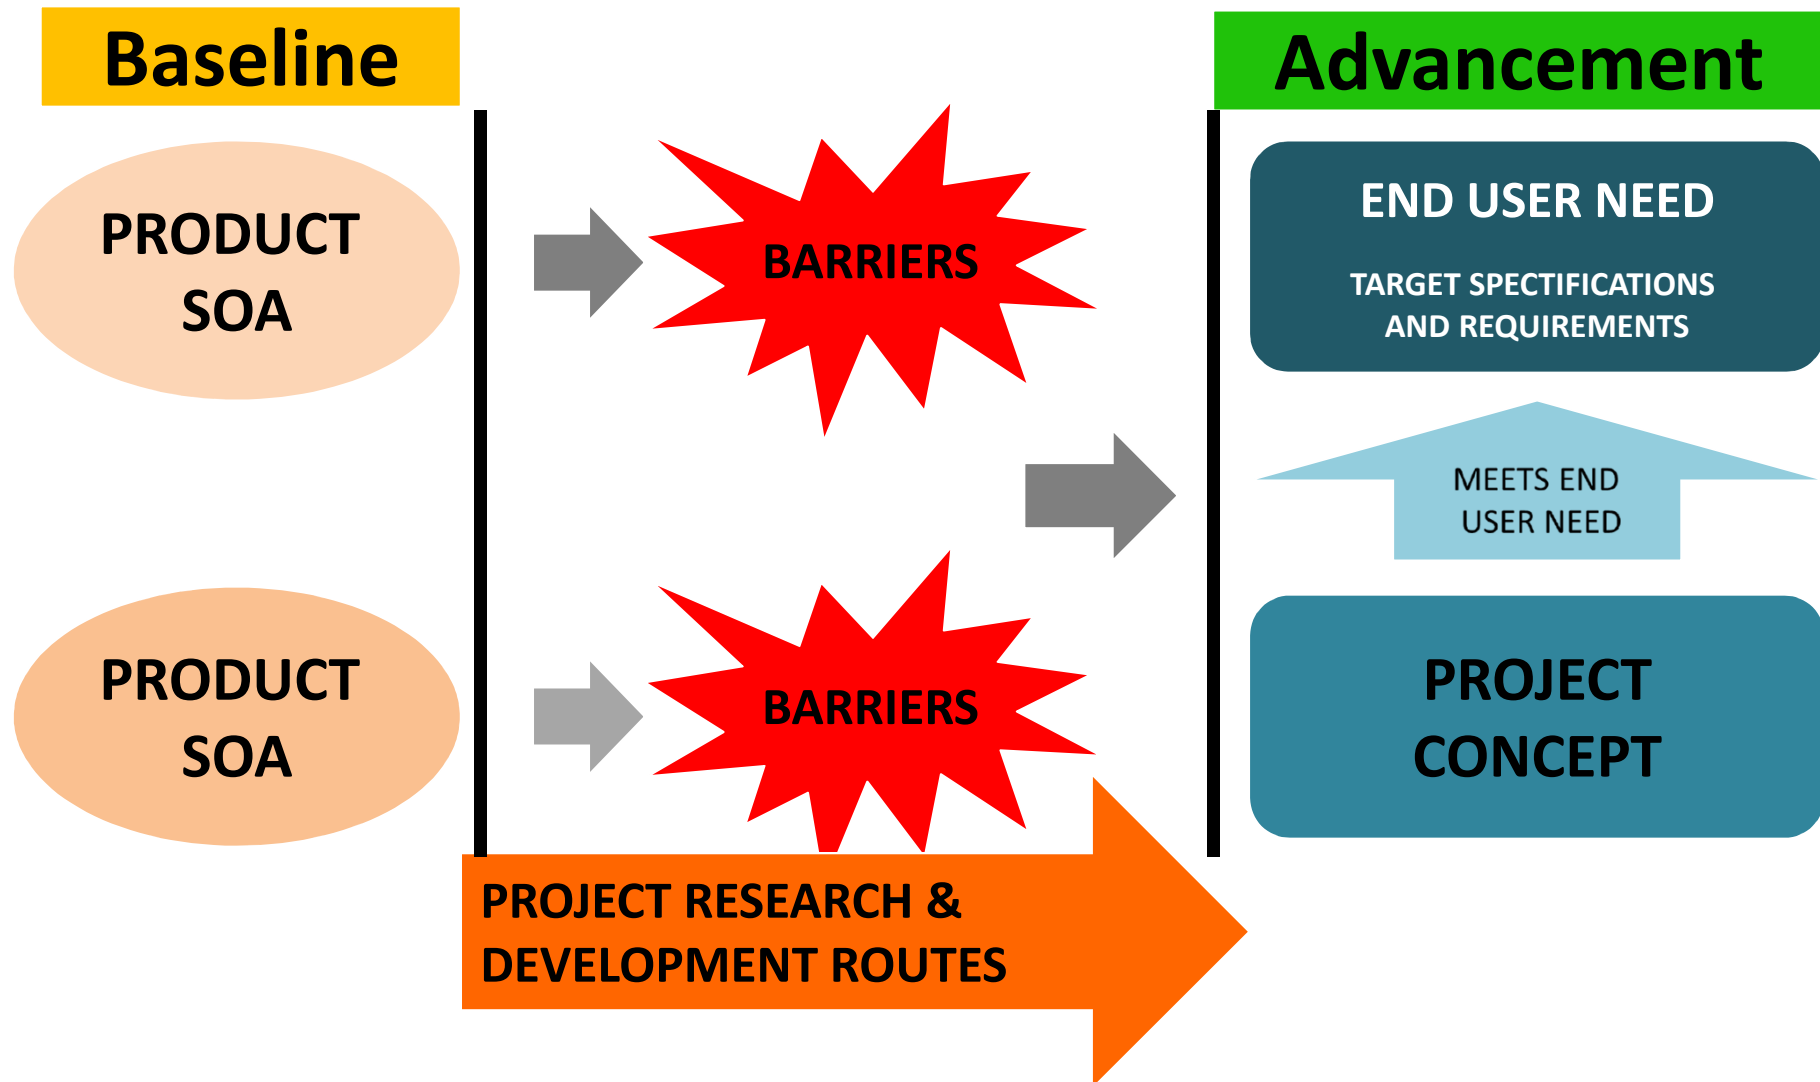 Baseline
Advancement
PRODUCT
SOA
BARRIERS
END USER NEED
TARGET SPECTIFICATIONS
AND REQUIREMENTS
MEETS END
USER NEED
PRODUCT
SOA
BARRIERS
PROJECT
CONCEPT
PROJECT RESEARCH &
DEVELOPMENT ROUTES